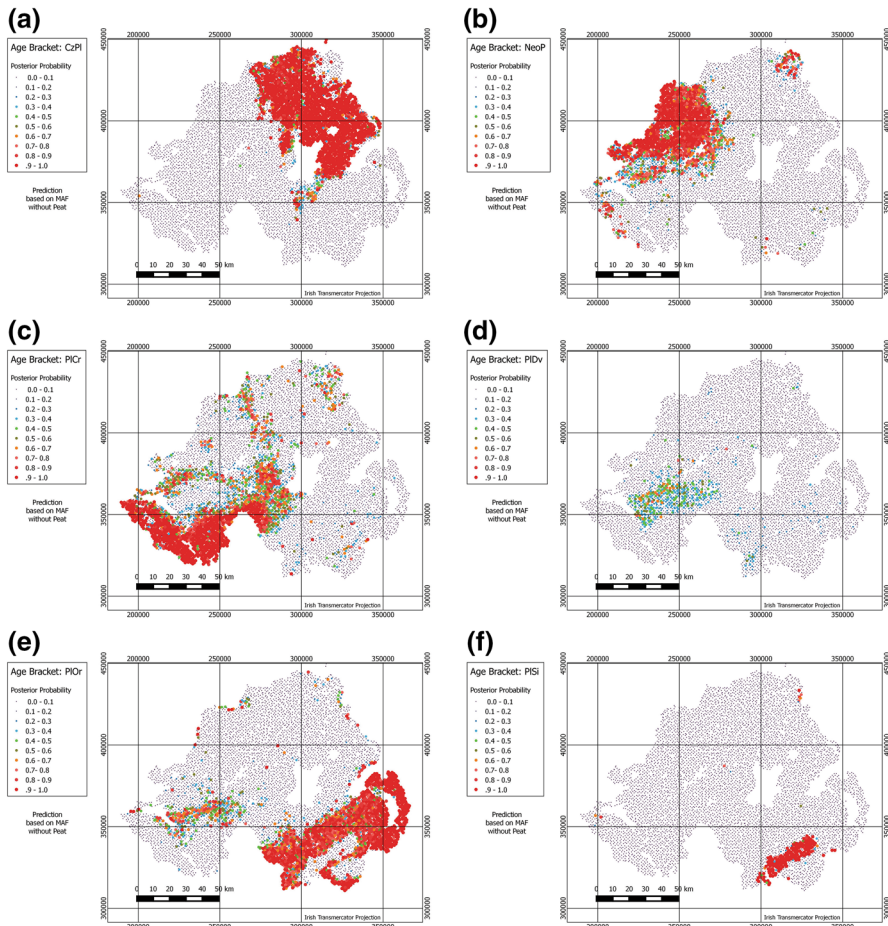 (a)
Age Bracket: CzPl
Posterior Probability
0.0 - 0.1
0.1 - 0.2
0.2 - 0.3
0.3 - 0.4
0.4 - 0.5
0.5 - 0.6
0.6 - 0.7
0.7- 0.8
0.8 - 0.9
.9 - 1.0
Prediction
based on MAF
without Peat
200000 250000 300000 350000
450000
400000
350000
300000
0 10 20 30 40 50 km
Irish Transmercator Projection
(b)
Age Bracket: NeoP
Posterior Probability
0.0 - 0.1
0.1 - 0.2
0.2 - 0.3
0.3 - 0.4
0.4 - 0.5
0.5 - 0.6
0.6 - 0.7
0.7- 0.8
0.8 - 0.9
.9 - 1.0
Prediction
based on MAF
without Peat
200000 250000 300000 350000
450000
400000
350000
300000
0 10 20 30 40 50 km
Irish Transmercator Projection
(c)
Age Bracket: PlCr
Posterior Probability
0.0 - 0.1
0.1 - 0.2
0.2 - 0.3
0.3 - 0.4
0.4 - 0.5
0.5 - 0.6
0.6 - 0.7
0.7- 0.8
0.8 - 0.9
.9 - 1.0
Prediction
based on MAF
without Peat
200000 250000 300000 350000
450000
400000
350000
300000
0 10 20 30 40 50 km
Irish Transmercator Projection
(d)
Age Bracket: PlDv
Posterior Probability
0.0 - 0.1
0.1 - 0.2
0.2 - 0.3
0.3 - 0.4
0.4 - 0.5
0.5 - 0.6
0.6 - 0.7
0.7- 0.8
0.8 - 0.9
.9 - 1.0
Prediction
based on MAF
without Peat
200000 250000 300000 350000
450000
400000
350000
300000
0 10 20 30 40 50 km
Irish Transmercator Projection
(e)
Age Bracket: PlOr
Posterior Probability
0.0 - 0.1
0.1 - 0.2
0.2 - 0.3
0.3 - 0.4
0.4 - 0.5
0.5 - 0.6
0.6 - 0.7
0.7- 0.8
0.8 - 0.9
.9 - 1.0
Prediction
based on MAF
without Peat
200000 250000 300000 350000
450000
400000
350000
300000
0 10 20 30 40 50 km
Irish Transmercator Projection
(f)
Age Bracket: PlSi
Posterior Probability
0.0 - 0.1
0.1 - 0.2
0.2 - 0.3
0.3 - 0.4
0.4 - 0.5
0.5 - 0.6
0.6 - 0.7
0.7- 0.8
0.8 - 0.9
.9 - 1.0
Prediction
based on MAF
without Peat
200000 250000 300000 350000
450000
400000
350000
300000
0 10 20 30 40 50 km
Irish Transmercator Projection